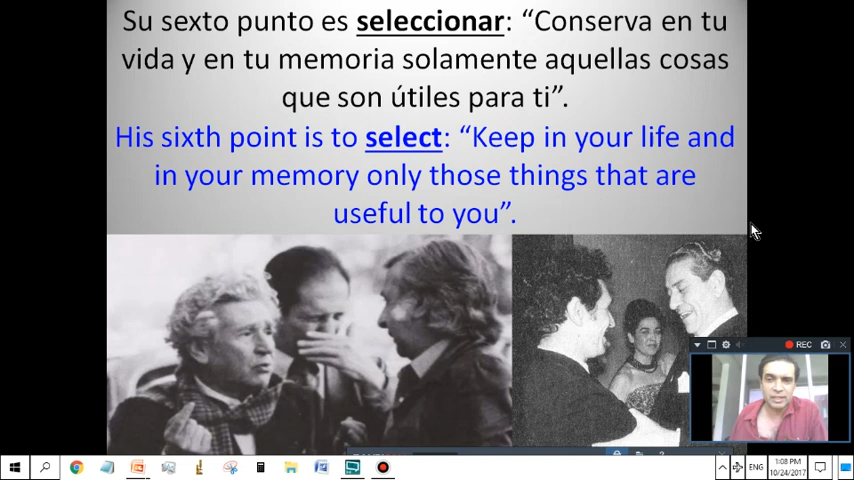 Su sexto punto es seleccionar: “Conserva en tu
vida y en tu memoria solamente aquellas cosas
que son útiles para ti”.
His sixth point is to select: “Keep in your life and
in your memory only those things that are
useful to you”.
REC
ENG
1:08 PM
10/24/2017